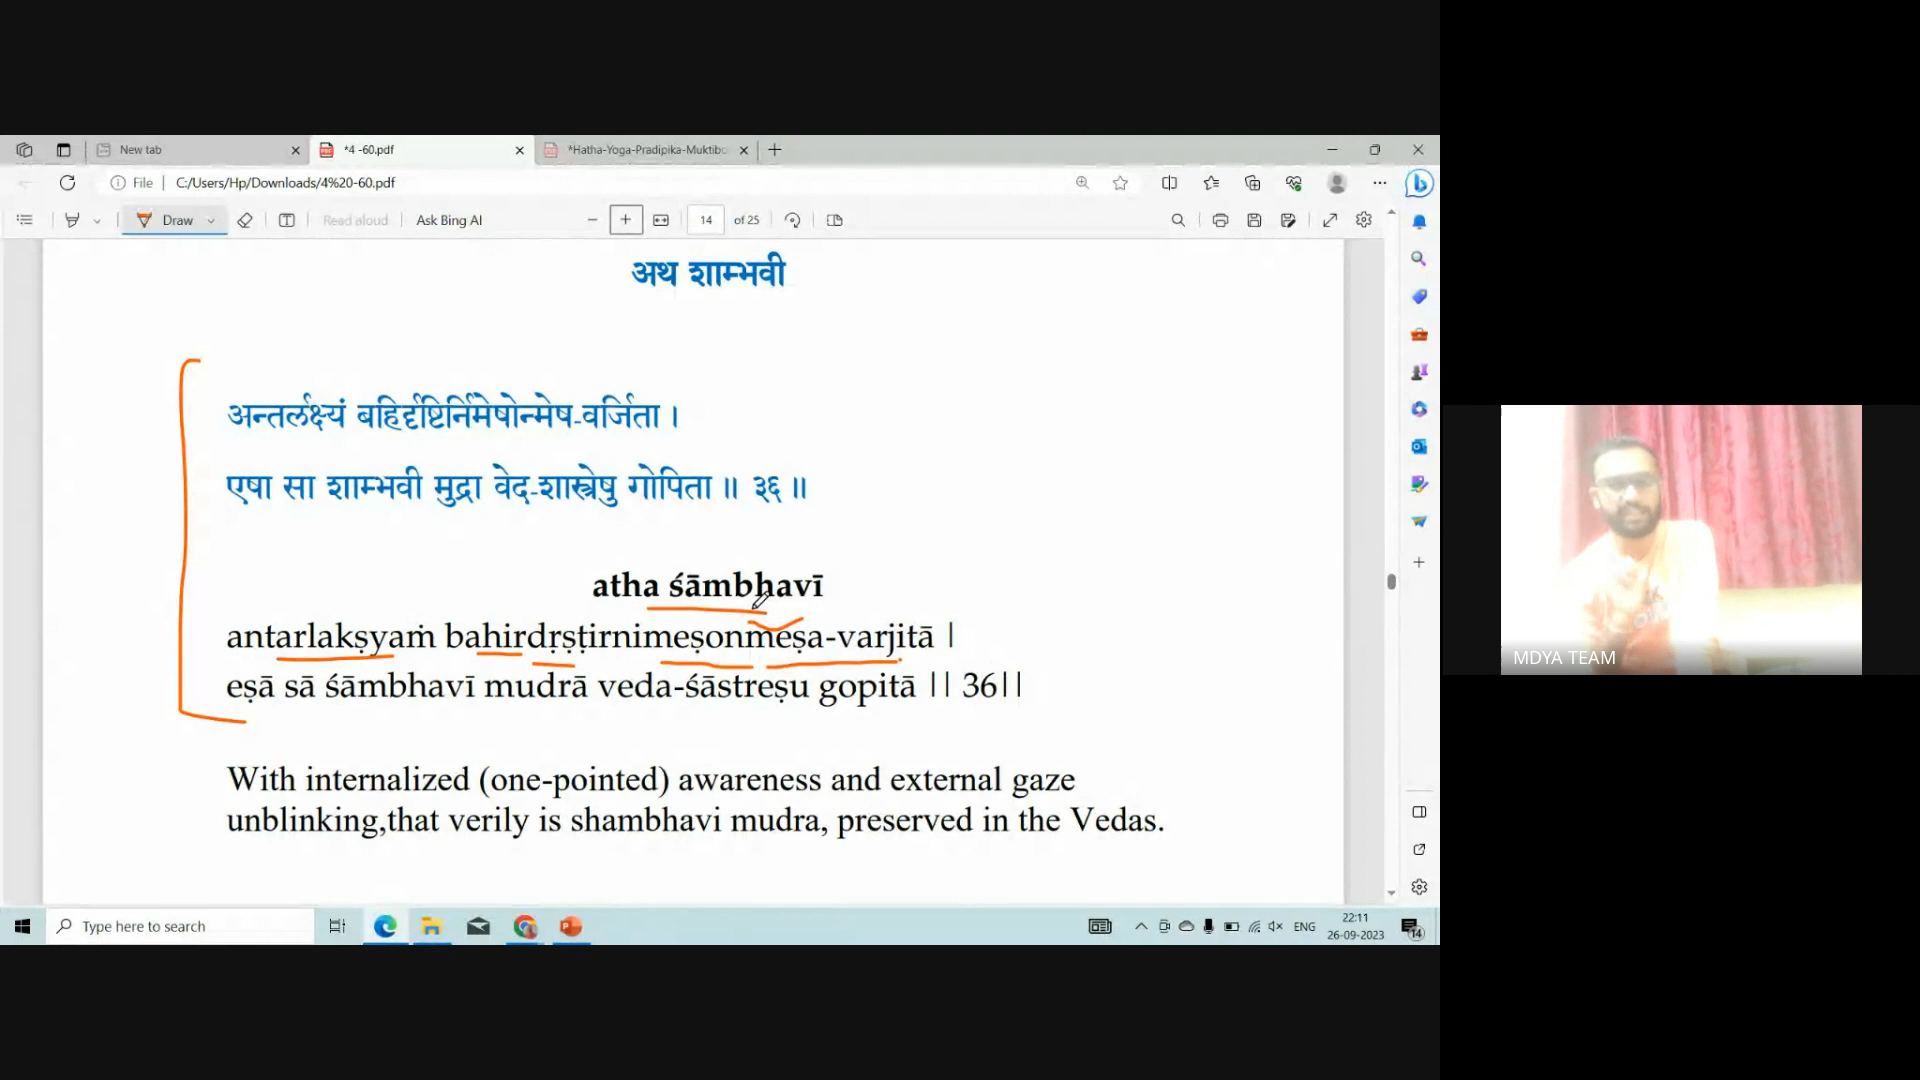 New tab
*4 -60.pdf
*Hatha-Yoga-Pradipika-Muktibo
File
C:/Users/Hp/Downloads/4%20-60.pdf
Draw
Read aloud
Ask Bing AI
14
of 25
अथ शाम्भवी
अन्तर्लक्ष्यं बहिर्दृष्टिर्निमेषोन्मेष-वर्जिता ।
एषा सा शाम्भवी मुद्रा वेद-शास्त्रेषु गोपिता ॥ ३६ ॥
atha śāmbhavī
antarlakṣyaṁ bahirdṛṣṭirnimeṣonmeṣa-varjitā |
eṣā sā śāmbhavī mudrā veda-śāstreṣu gopitā || 36||
With internalized (one-pointed) awareness and external gaze
unblinking,that verily is shambhavi mudra, preserved in the Vedas.
MDYA TEAM
Type here to search
ENG
22:11
26-09-2023
14